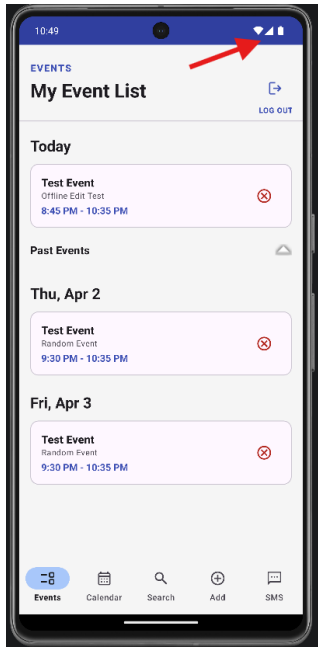 10:49
EVENTS
My Event List
LOG OUT
Today
Test Event
Offline Edit Test
8:45 PM - 10:35 PM
Past Events
Thu, Apr 2
Test Event
Random Event
9:30 PM - 10:35 PM
Fri, Apr 3
Test Event
Random Event
9:30 PM - 10:35 PM
Events Calendar Search Add SMS